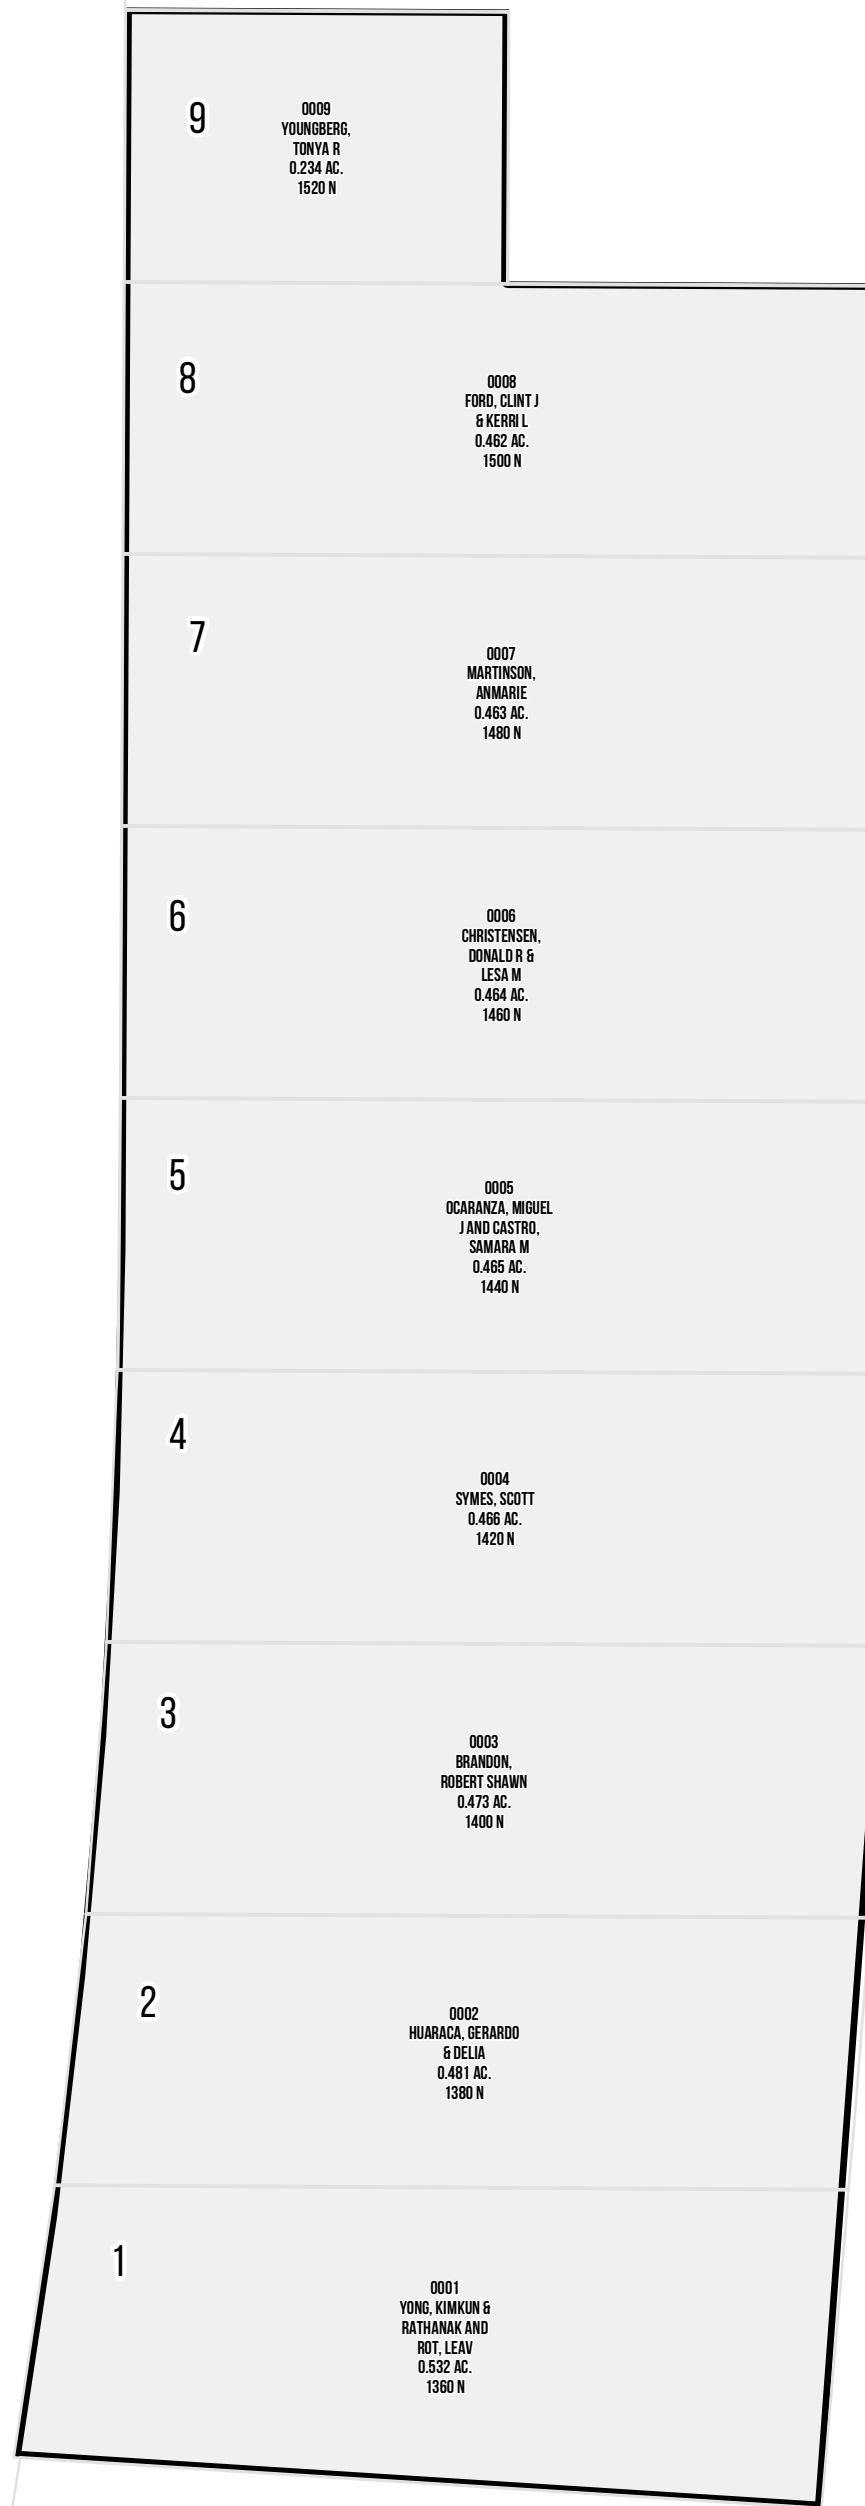 9
0009
YOUNGBERG,
TONYA R
0.234 AC.
1520 N
8
0008
FORD, CLINT J
& KERRI L
0.462 AC.
1500 N
7
0007
MARTINSON,
ANMARIE
0.463 AC.
1480 N
6
0006
CHRISTENSEN,
DONALD R &
LESA M
0.464 AC.
1460 N
5
0005
OCARANZA, MIGUEL
J AND CASTRO,
SAMARA M
0.465 AC.
1440 N
4
0004
SYMES, SCOTT
0.466 AC.
1420 N
3
0003
BRANDON,
ROBERT SHAWN
0.473 AC.
1400 N
2
0002
HUARACA, GERARDO
& DELIA
0.481 AC.
1380 N
1
0001
YONG, KIMKUN &
RATHANAK AND
ROT, LEAV
0.532 AC.
1360 N